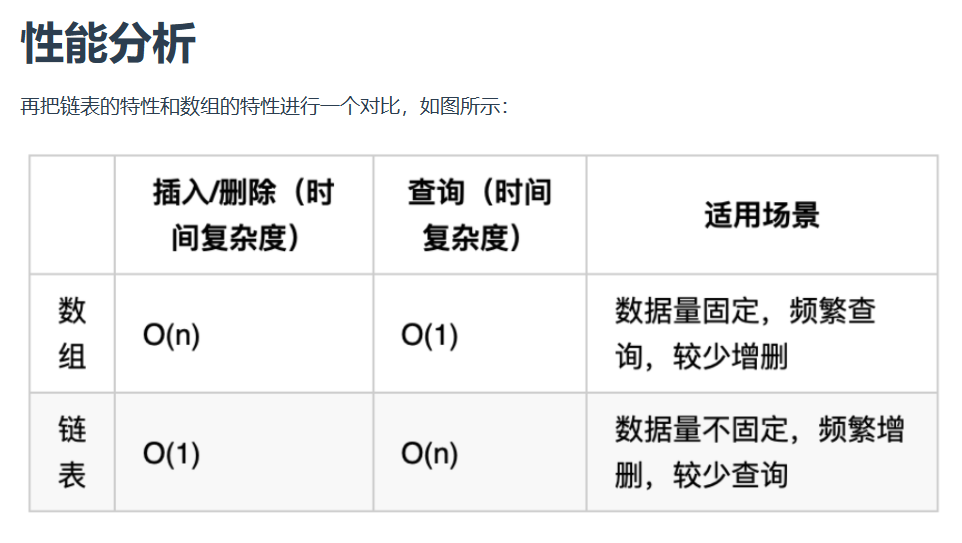 性能分析
再把链表的特性和数组的特性进行一个对比，如图所示：
插入/删除（时
间复杂度）
查询（时间
复杂度）
适用场景
数
组
O(n)
O(1)
数据量固定，频繁查
询，较少增删
链
表
O(1)
O(n)
数据量不固定，频繁增
删，较少查询